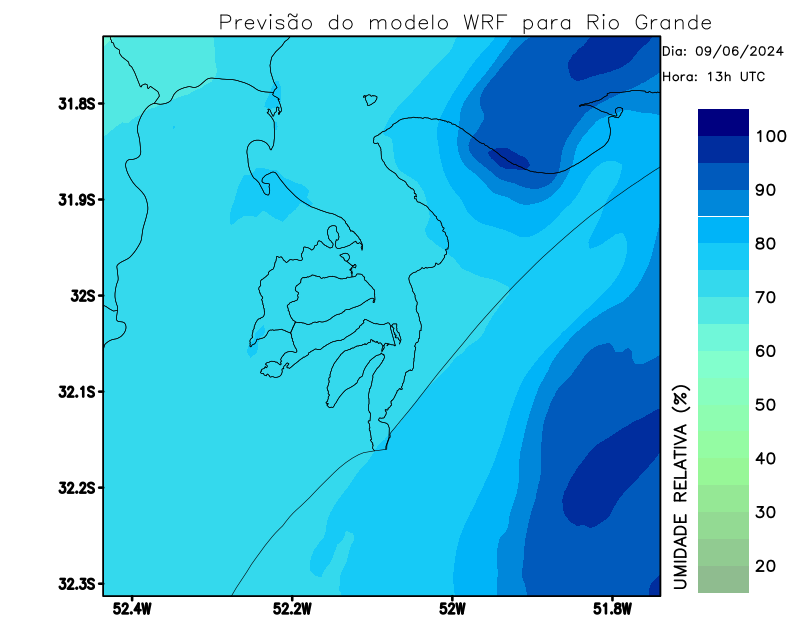 Previsão do modelo WRF para Rio Grande
Dia: 09/06/2024
Hora: 13h UTC
31.8S
31.9S
32S
32.1S
32.2S
32.3S
52.4W
52.2W
52W
51.8W
100
90
80
70
60
50
40
30
20
UMIDADE RELATIVA (%)